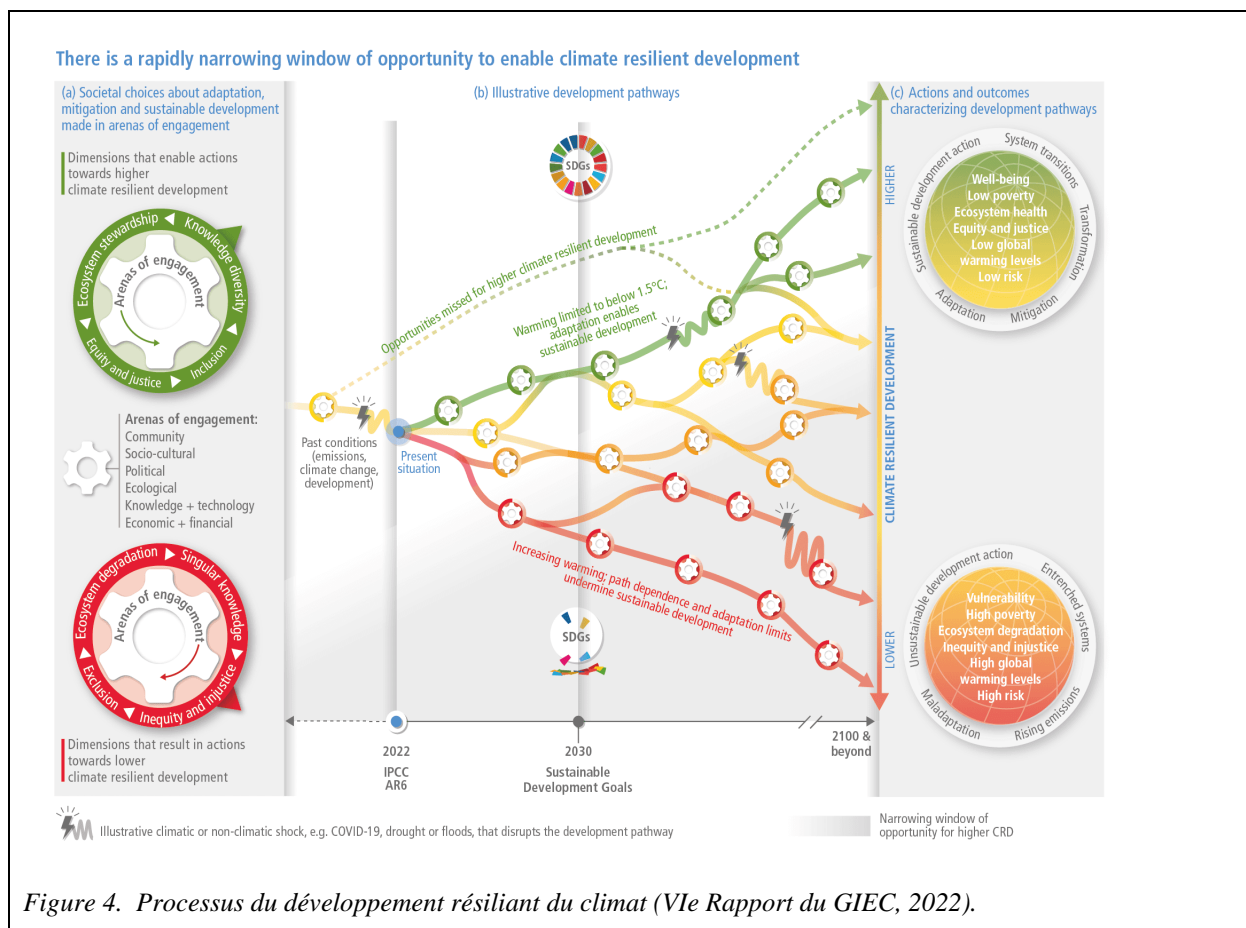 There is a rapidly narrowing window of opportunity to enable climate resilient development
(a) Societal choices about adaptation,
mitigation and sustainable development
made in arenas of engagement
Dimensions that enable actions
towards higher
climate resilient development
Ecosystem stewardship
Knowledge diversity
Equity and justice
Inclusion
Arenas of engagement
Arenas of engagement:
Community
Socio-cultural
Political
Ecological
Knowledge + technology
Economic + financial
Ecosystem degradation
Singular knowledge
Exclusion
Inequity and injustice
Arenas of engagement
Dimensions that result in actions
towards lower
climate resilient development
(b) Illustrative development pathways
SDGs
Opportunities missed for higher climate resilient development
Warming limited to below 1.5°C;
adaptation enables
sustainable development
Past conditions
(emissions,
climate change,
development)
Present
situation
Increasing warming; path dependence and adaptation limits
undermine sustainable development
SDGs
2022
IPCC
AR6
2030
Sustainable
Development Goals
2100 &
beyond
HIGHER
CLIMATE RESILIENT DEVELOPMENT
LOWER
(c) Actions and outcomes
characterizing development pathways
Sustainable development action
System transitions
Transformation
Mitigation
Adaptation
Well-being
Low poverty
Ecosystem health
Equity and justice
Low global
warming levels
Low risk
Unsustainable development action
Entrenched systems
Rising emissions
Maladaptation
Vulnerability
High poverty
Ecosystem degradation
Inequity and injustice
High global
warming levels
High risk
Illustrative climatic or non-climatic shock, e.g. COVID-19, drought or floods, that disrupts the development pathway
Narrowing window of
opportunity for higher CRD
Figure 4. Processus du développement résiliant du climat (VIe Rapport du GIEC, 2022).